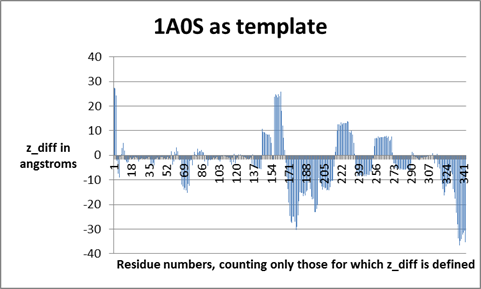 1A0S as template
40
30
20
10
0
-10
-20
-30
-40
z_diff in
angstroms
1 18 35 52 69 86 103 120 137 154 171 188 205 222 239 256 273 290 307 324 341
Residue numbers, counting only those for which z_diff is defined